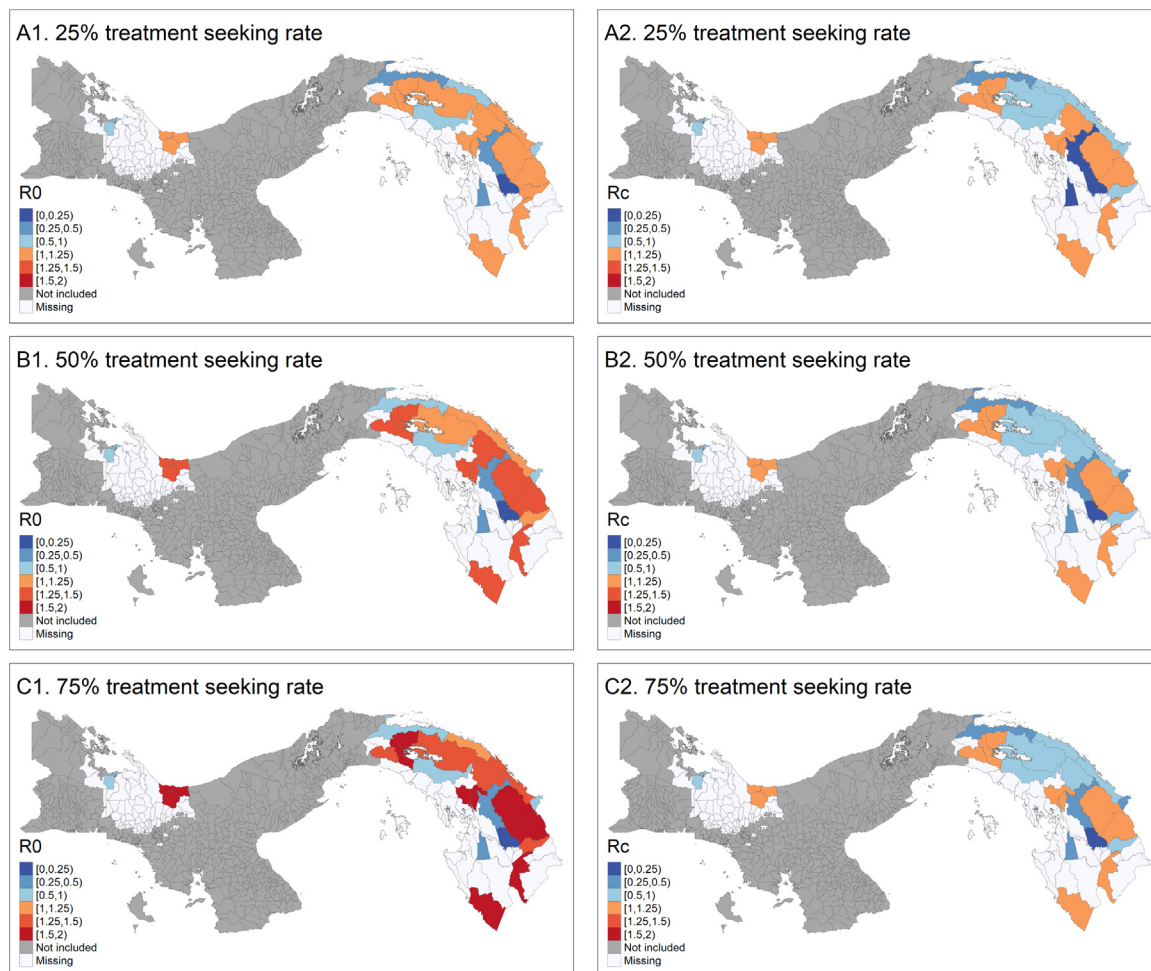 A1. 25% treatment seeking rate
R0
[0,0.25)
[0.25,0.5)
[0.5,1)
[1,1.25)
[1.25,1.5)
[1.5,2)
Not included
Missing
A2. 25% treatment seeking rate
Rc
[0,0.25)
[0.25,0.5)
[0.5,1)
[1,1.25)
[1.25,1.5)
[1.5,2)
Not included
Missing
B1. 50% treatment seeking rate
R0
[0,0.25)
[0.25,0.5)
[0.5,1)
[1,1.25)
[1.25,1.5)
[1.5,2)
Not included
Missing
B2. 50% treatment seeking rate
Rc
[0,0.25)
[0.25,0.5)
[0.5,1)
[1,1.25)
[1.25,1.5)
[1.5,2)
Not included
Missing
C1. 75% treatment seeking rate
R0
[0,0.25)
[0.25,0.5)
[0.5,1)
[1,1.25)
[1.25,1.5)
[1.5,2)
Not included
Missing
C2. 75% treatment seeking rate
Rc
[0,0.25)
[0.25,0.5)
[0.5,1)
[1,1.25)
[1.25,1.5)
[1.5,2)
Not included
Missing